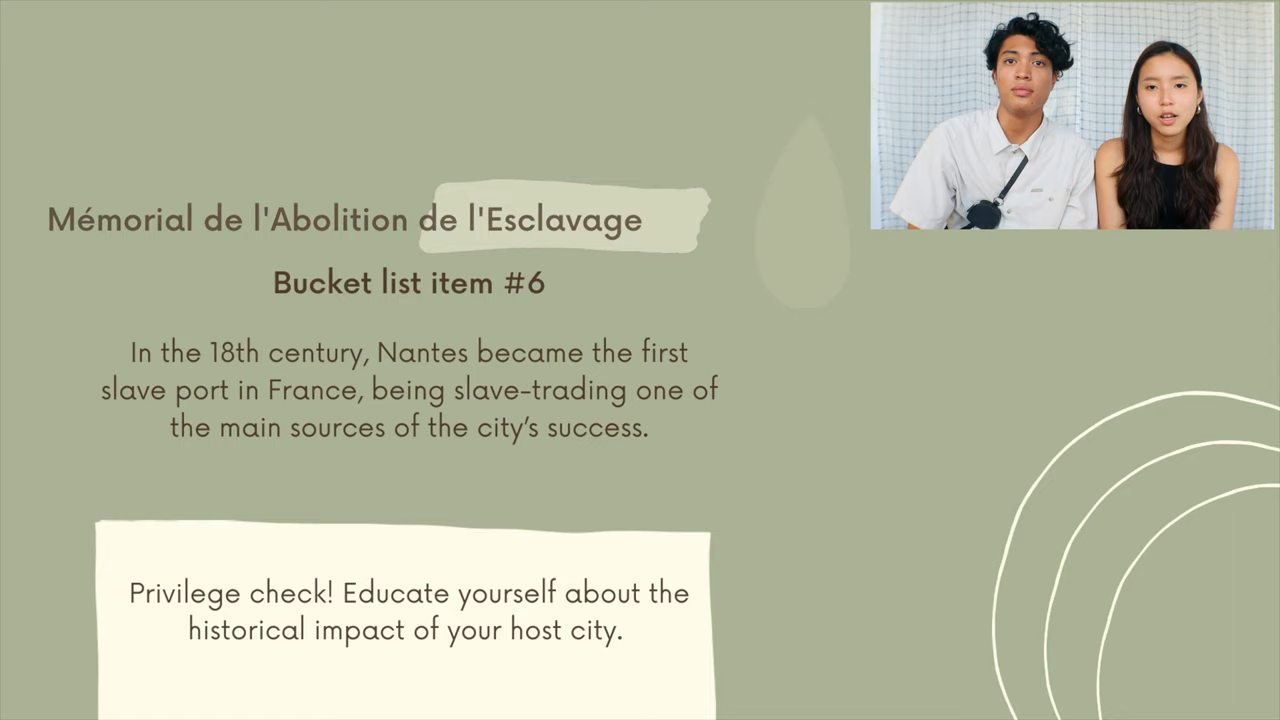 Mémorial de l'Abolition de l'Esclavage
Bucket list item #6
In the 18th century, Nantes became the first
slave port in France, being slave-trading one of
the main sources of the city’s success.
Privilege check! Educate yourself about the
historical impact of your host city.